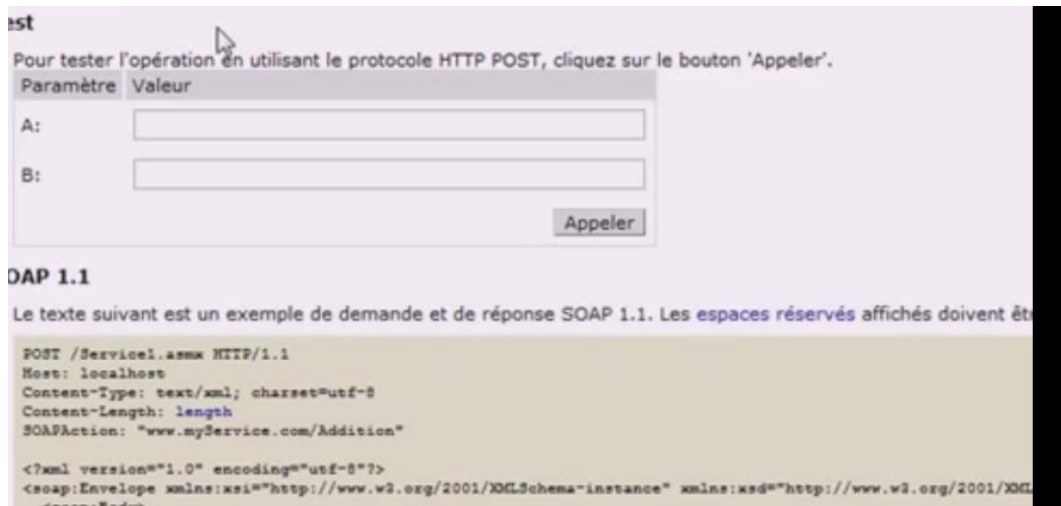 est
Pour tester l'opération en utilisant le protocole HTTP POST, cliquez sur le bouton 'Appeler'.
Paramètre Valeur
A:
B:
Appeler
OAP 1.1
Le texte suivant est un exemple de demande et de réponse SOAP 1.1. Les espaces réservés affichés doivent êt
POST /Service1.asmx HTTP/1.1
Host: localhost
Content-Type: text/xml; charset=utf-8
Content-Length: length
SOAPAction: "www.myService.com/Addition"
<?xml version="1.0" encoding="utf-8"?>
<soap:Envelope xmlns:xsi="http://www.w3.org/2001/XMLSchema-instance" xmlns:xsd="http://www.w3.org/2001/XML